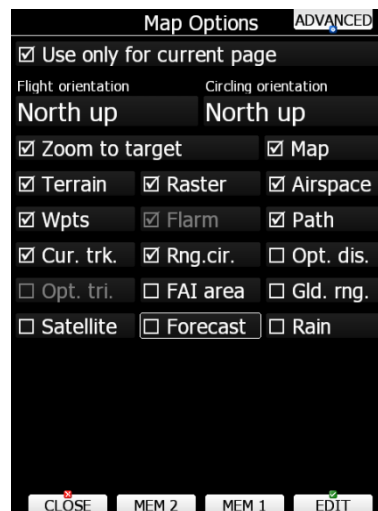 Map Options ADVANCED
Use only for current page
Flight orientation Circling orientation
North up North up
Zoom to target Map
Terrain Raster Airspace
Wpts Flarm Path
Cur. trk. Rng.cir. Opt. dis.
Opt. tri. FAI area Gld. rng.
Satellite Forecast Rain
CLOSE MEM 2 MEM 1 EDIT